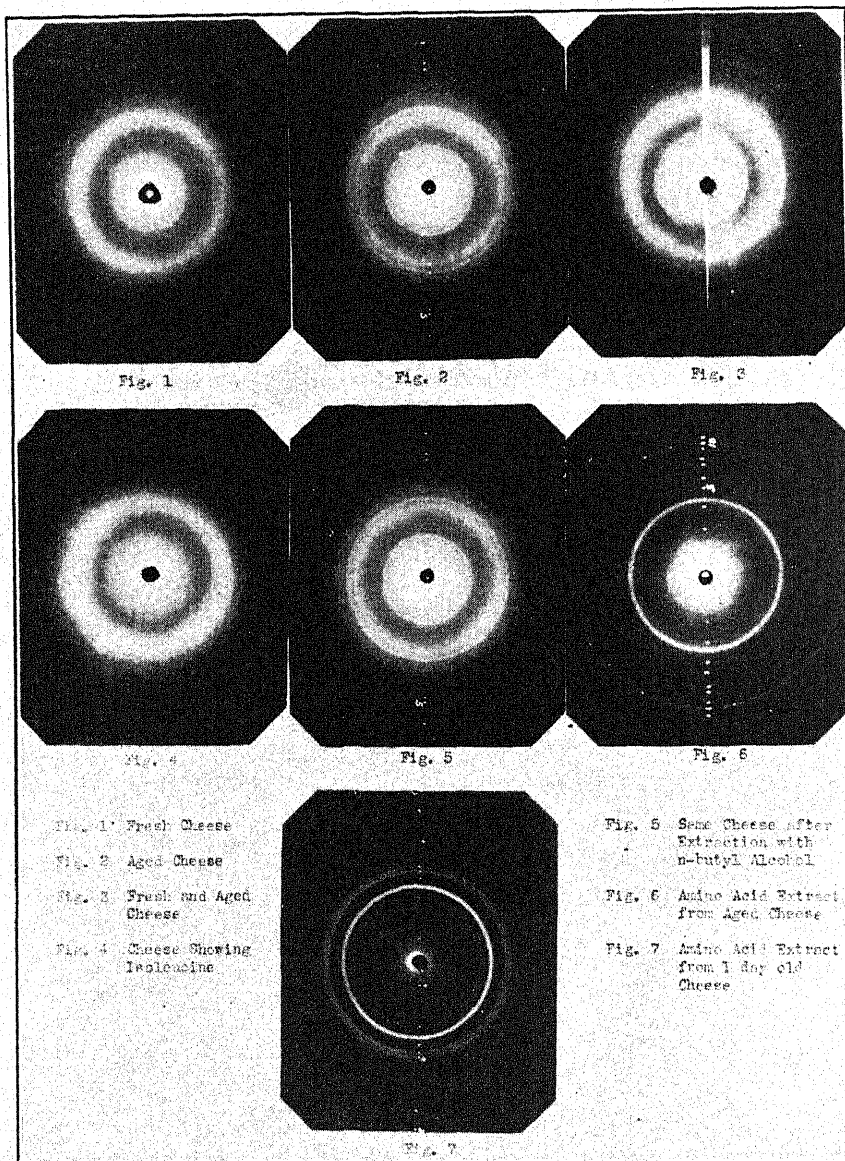 Fig. 1
Fig. 2
Fig. 3
Fig. 4
Fig. 5
Fig. 6
Fig. 1 Fresh Cheese
Fig. 2 Aged Cheese
Fig. 3 Fresh and Aged
Cheese
Fig. 4 Cheese Showing
Isoleucine
Fig. 5 Same Cheese after
Extraction with
n-butyl Alcohol
Fig. 6 Amino Acid Extract
from Aged Cheese
Fig. 7 Amino Acid Extract
from 1 day old
Cheese
Fig. 7